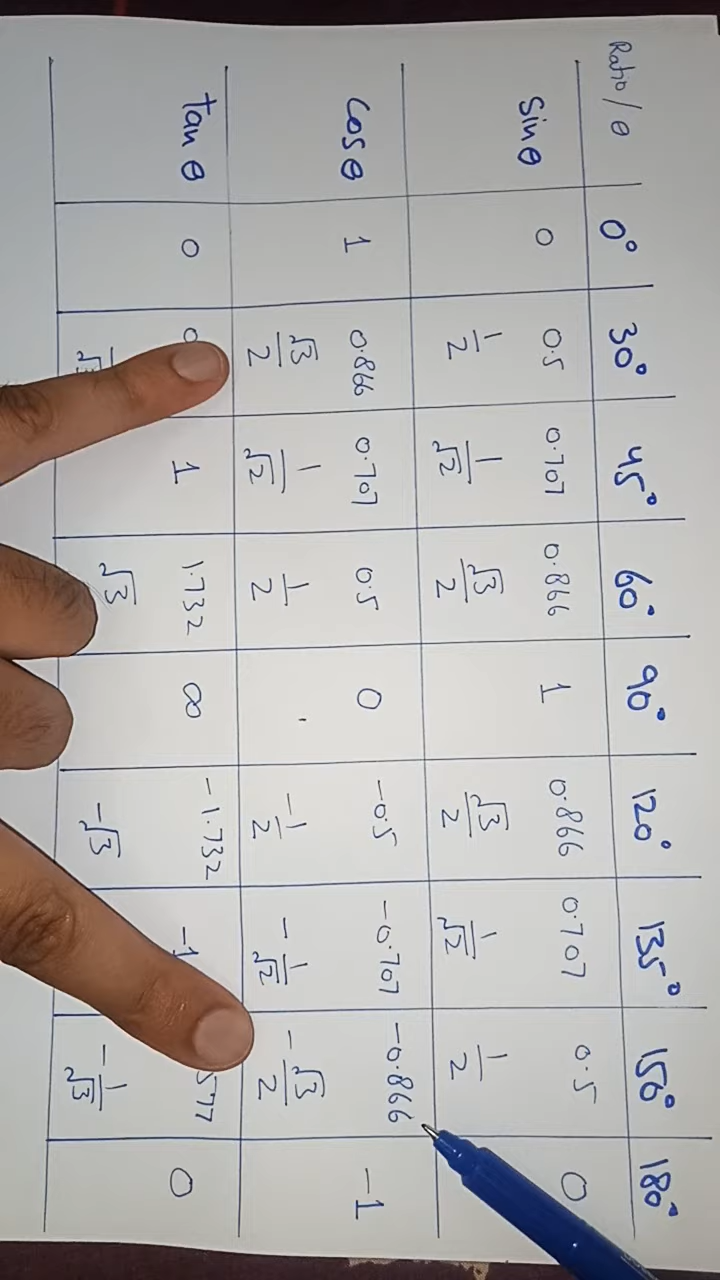 Ratio/θ 0° 30° 45° 60° 90° 120° 135° 150° 180°
sinθ 0 0.5 0.707 0.866 1 0.866 0.707 0.5 0
1/2 1/√2 √3/2 √3/2 1/√2 1/2
cosθ 1 0.866 0.707 0.5 0 -0.5 -0.707 -0.866 -1
√3/2 1/√2 1/2 -1/2 -1/√2 -√3/2
tanθ 0 1 1.732 ∞ -1.732 -1 577 0
√3 -√3 -1/√3